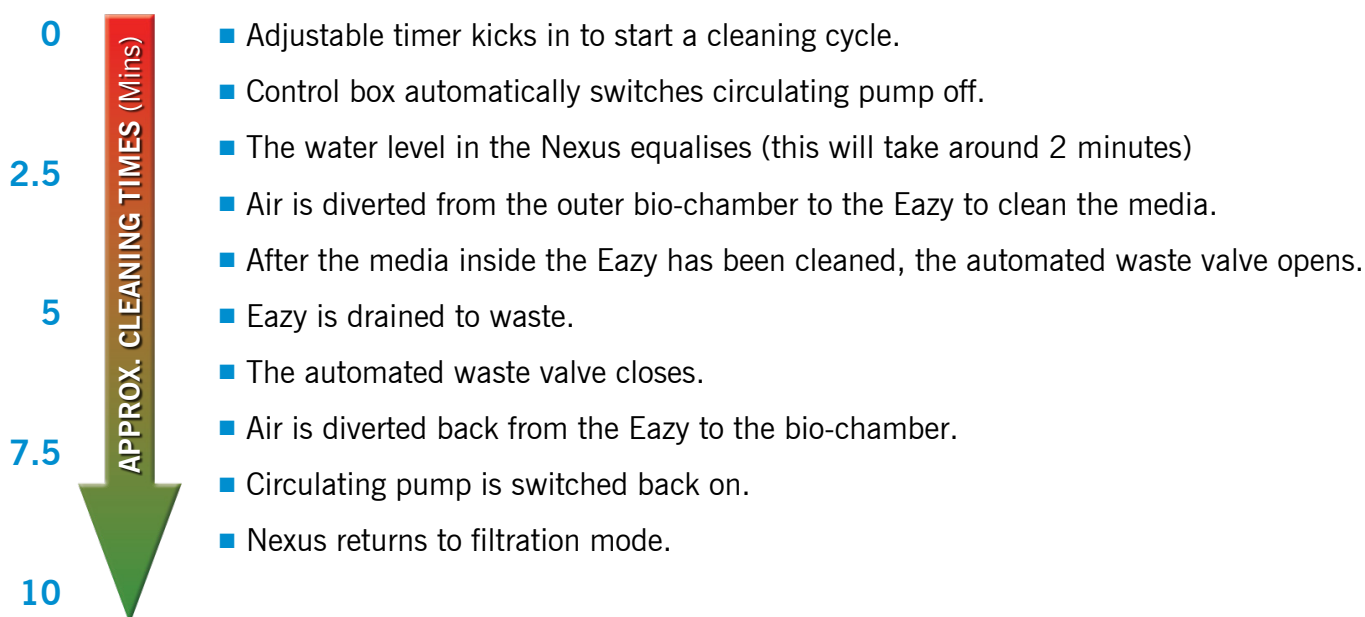 0
■ Adjustable timer kicks in to start a cleaning cycle.
■ Control box automatically switches circulating pump off.
■ The water level in the Nexus equalises (this will take around 2 minutes)
2.5
■ Air is diverted from the outer bio-chamber to the Eazy to clean the media.
■ After the media inside the Eazy has been cleaned, the automated waste valve opens.
5
■ Eazy is drained to waste.
■ The automated waste valve closes.
■ Air is diverted back from the Eazy to the bio-chamber.
7.5
■ Circulating pump is switched back on.
■ Nexus returns to filtration mode.
10
APPROX. CLEANING TIMES (Mins)